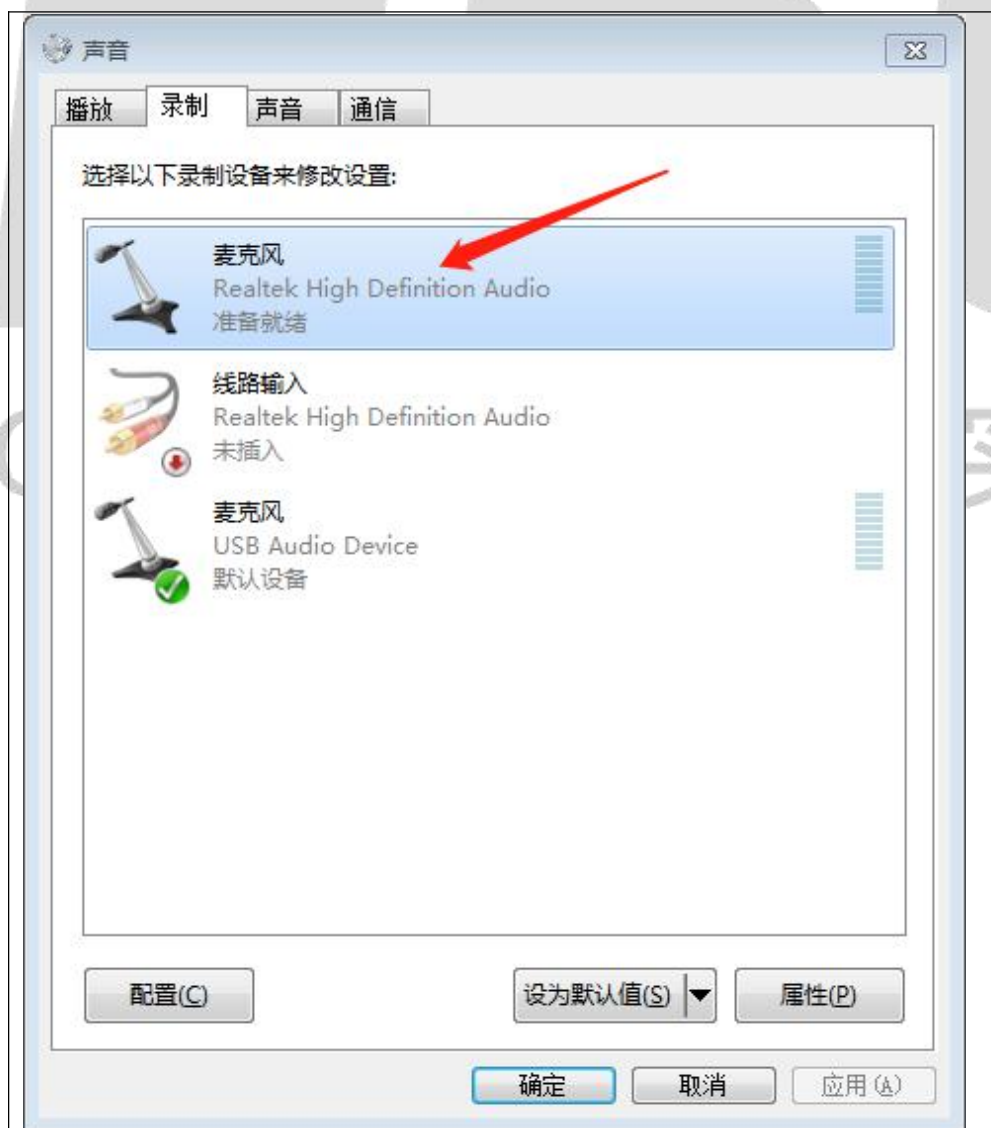 声音
播放 录制 声音 通信
选择以下录制设备来修改设置:
麦克风
Realtek High Definition Audio
准备就绪
线路输入
Realtek High Definition Audio
未插入
麦克风
USB Audio Device
默认设备
配置(C) 设为默认值(S) 属性(P)
确定 取消 应用(A)